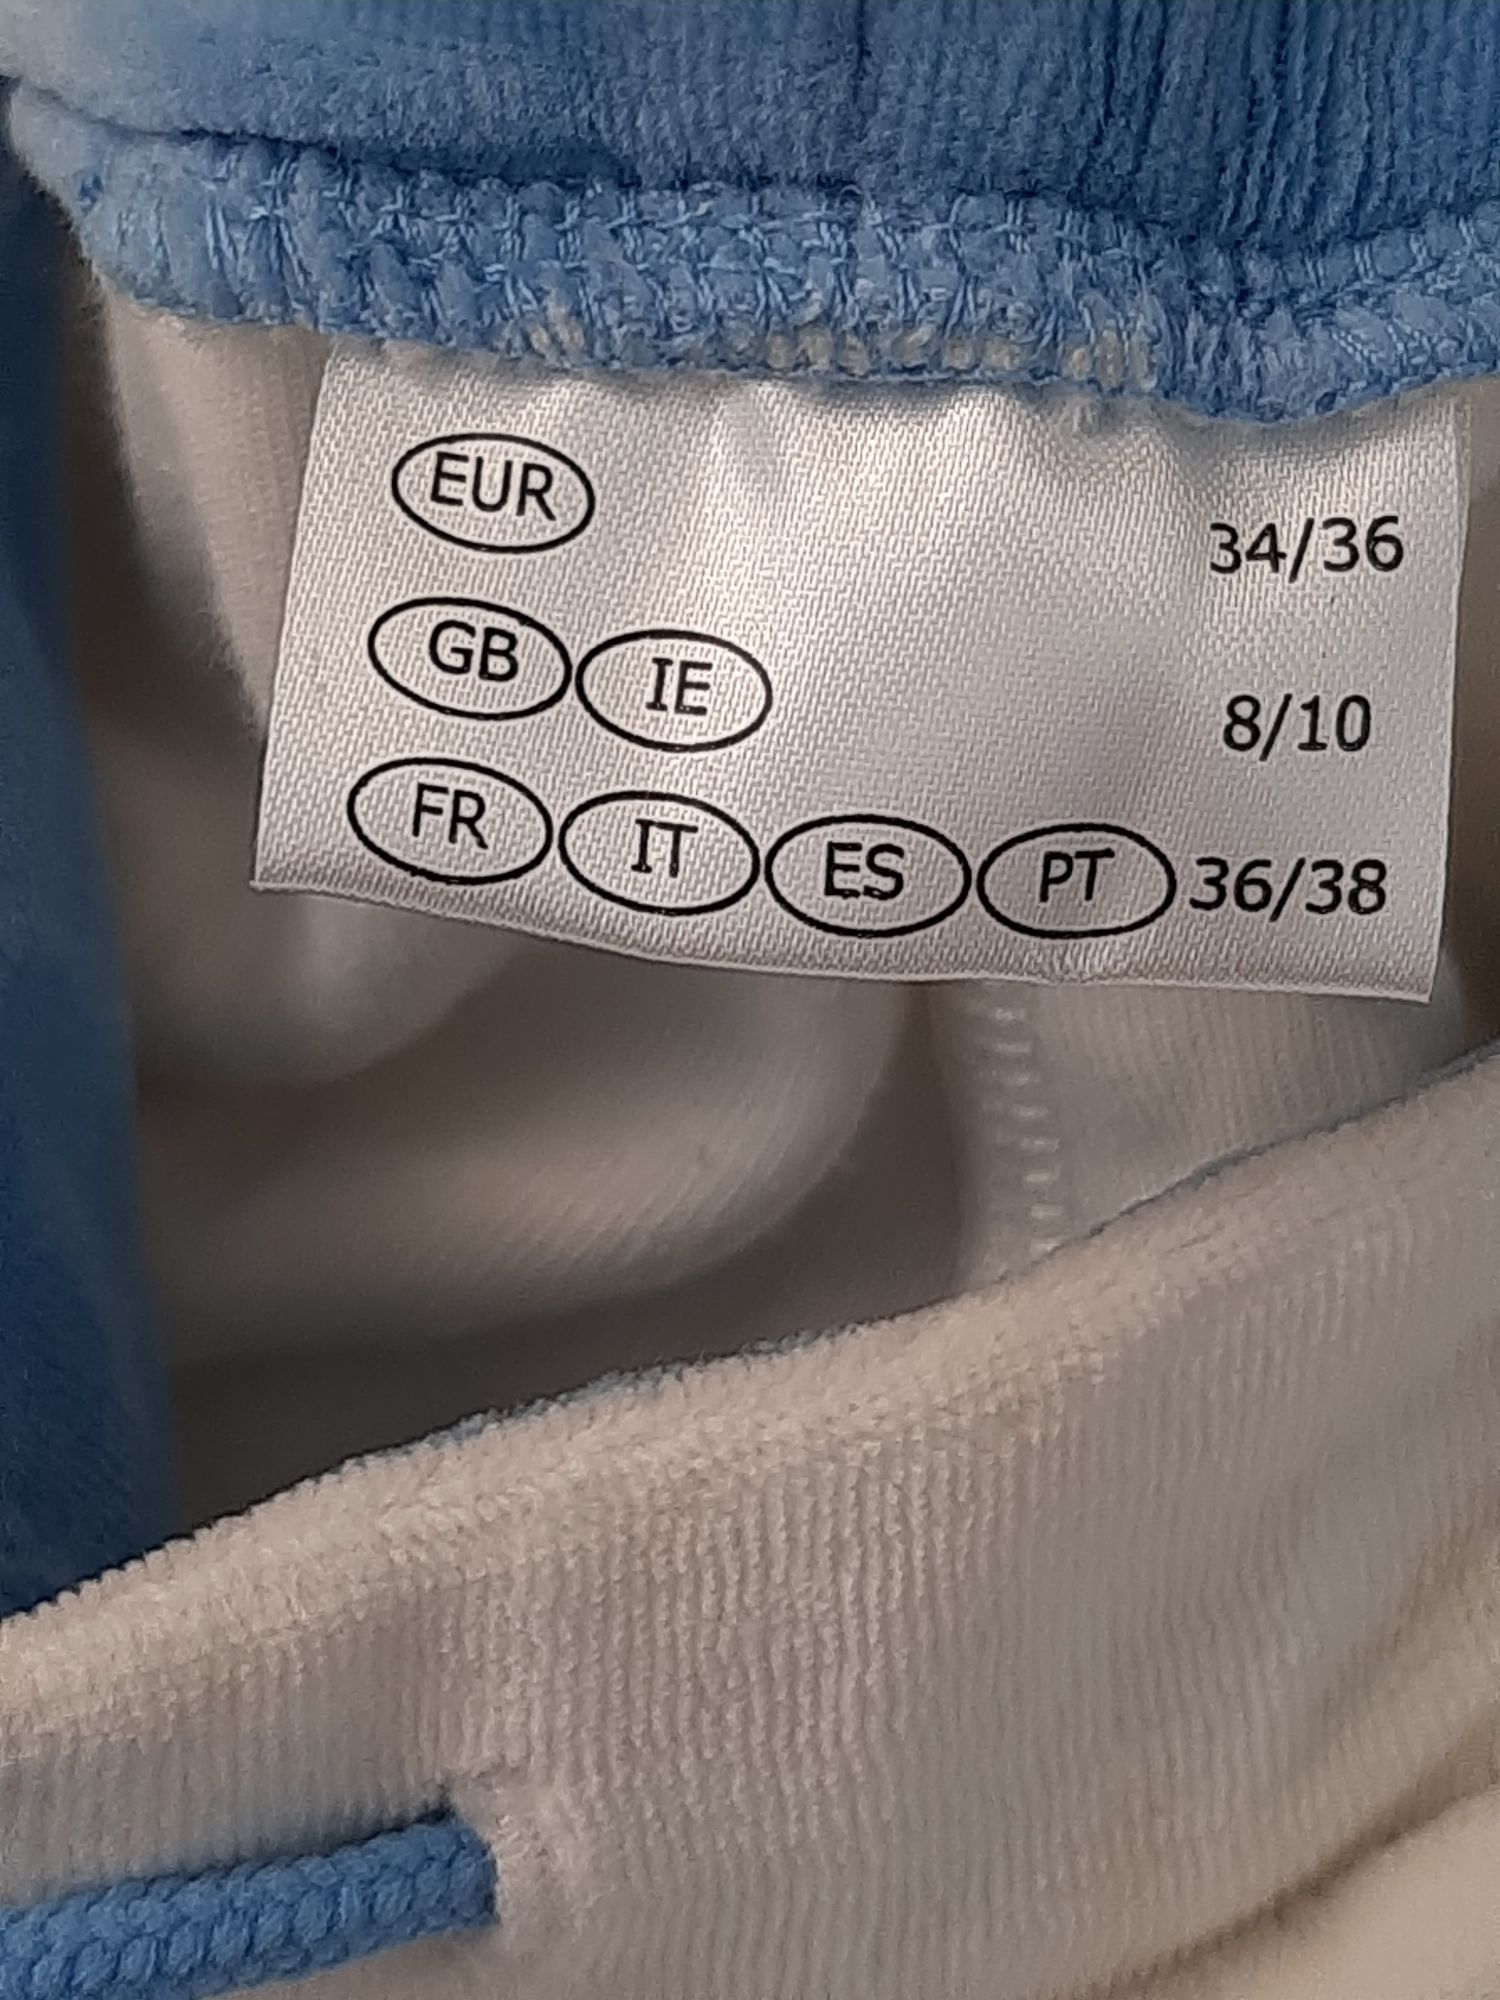 EUR 34/36
GB IE 8/10
FR IT ES PT 36/38